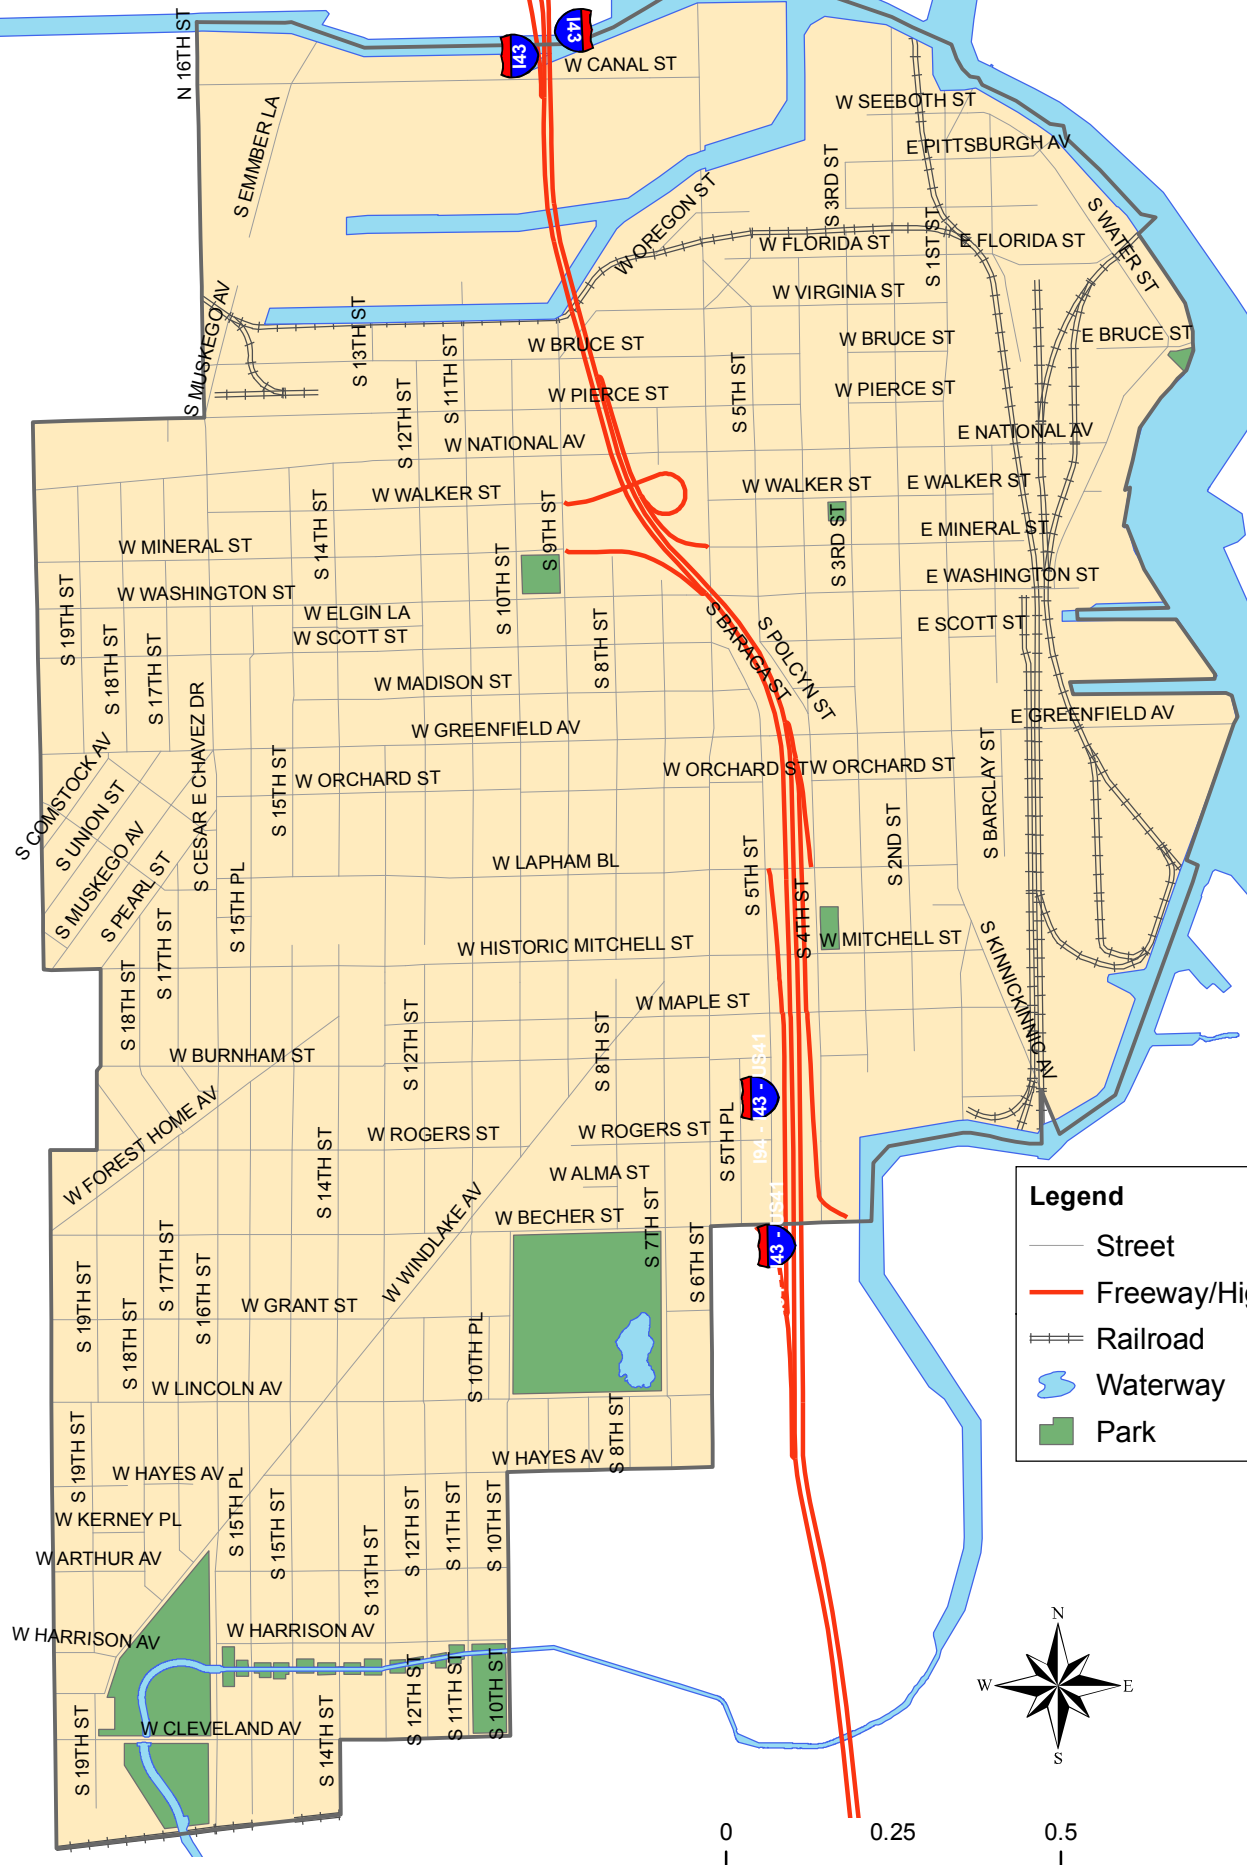 N 16TH ST
I43
I43
W CANAL ST
S EMMBER LA
W SEEBOTH ST
E PITTSBURGH AV
S 3RD ST
W OREGON ST
S WATER ST
S 1ST ST
W FLORIDA ST
E FLORIDA ST
W VIRGINIA ST
S MUSKEGO AV
S 13TH ST
W BRUCE ST
W BRUCE ST
E BRUCE ST
S 11TH ST
S 12TH ST
S 5TH ST
W PIERCE ST
W PIERCE ST
W NATIONAL AV
E NATIONAL AV
W WALKER ST
W WALKER ST
E WALKER ST
S 14TH ST
S 9TH ST
S 3RD ST
E MINERAL ST
W MINERAL ST
S 10TH ST
E WASHINGTON ST
W WASHINGTON ST
S 19TH ST
W ELGIN LA
W SCOTT ST
E SCOTT ST
S 18TH ST
S 17TH ST
S 8TH ST
S BARAGA ST
S POLCYN ST
W MADISON ST
S CESAR E CHAVEZ DR
W GREENFIELD AV
E GREENFIELD AV
S COMSTOCK AV
S UNION ST
S MUSKEGO AV
S PEARL ST
S 15TH ST
W ORCHARD ST
W ORCHARD ST
W ORCHARD ST
S BARCLAY ST
S 2ND ST
W LAPHAM BL
S 5TH ST
S 4TH ST
S 15TH PL
S 17TH ST
S 18TH ST
W HISTORIC MITCHELL ST
W MITCHELL ST
S KINNICKINNIC AV
W MAPLE ST
S 12TH ST
S 8TH ST
W BURNHAM ST
I94 - 43 - US41
W FOREST HOME AV
W ROGERS ST
W ROGERS ST
S 5TH PL
S 14TH ST
W ALMA ST
W WINDLAKE AV
W BECHER ST
S 7TH ST
S 6TH ST
43 - US41
S 19TH ST
S 18TH ST
S 17TH ST
S 16TH ST
W GRANT ST
S 10TH PL
W LINCOLN AV
S 19TH ST
S 8TH ST
W HAYES AV
W HAYES AV
W KERNEY PL
W ARTHUR AV
S 15TH PL
S 15TH ST
S 13TH ST
S 12TH ST
S 11TH ST
S 10TH ST
W HARRISON AV
W HARRISON AV
S 19TH ST
W CLEVELAND AV
S 14TH ST
S 12TH ST
S 11TH ST
S 10TH ST
Legend
Street
Freeway/Hig
Railroad
Waterway
Park
N
W
E
S
0
0.25
0.5